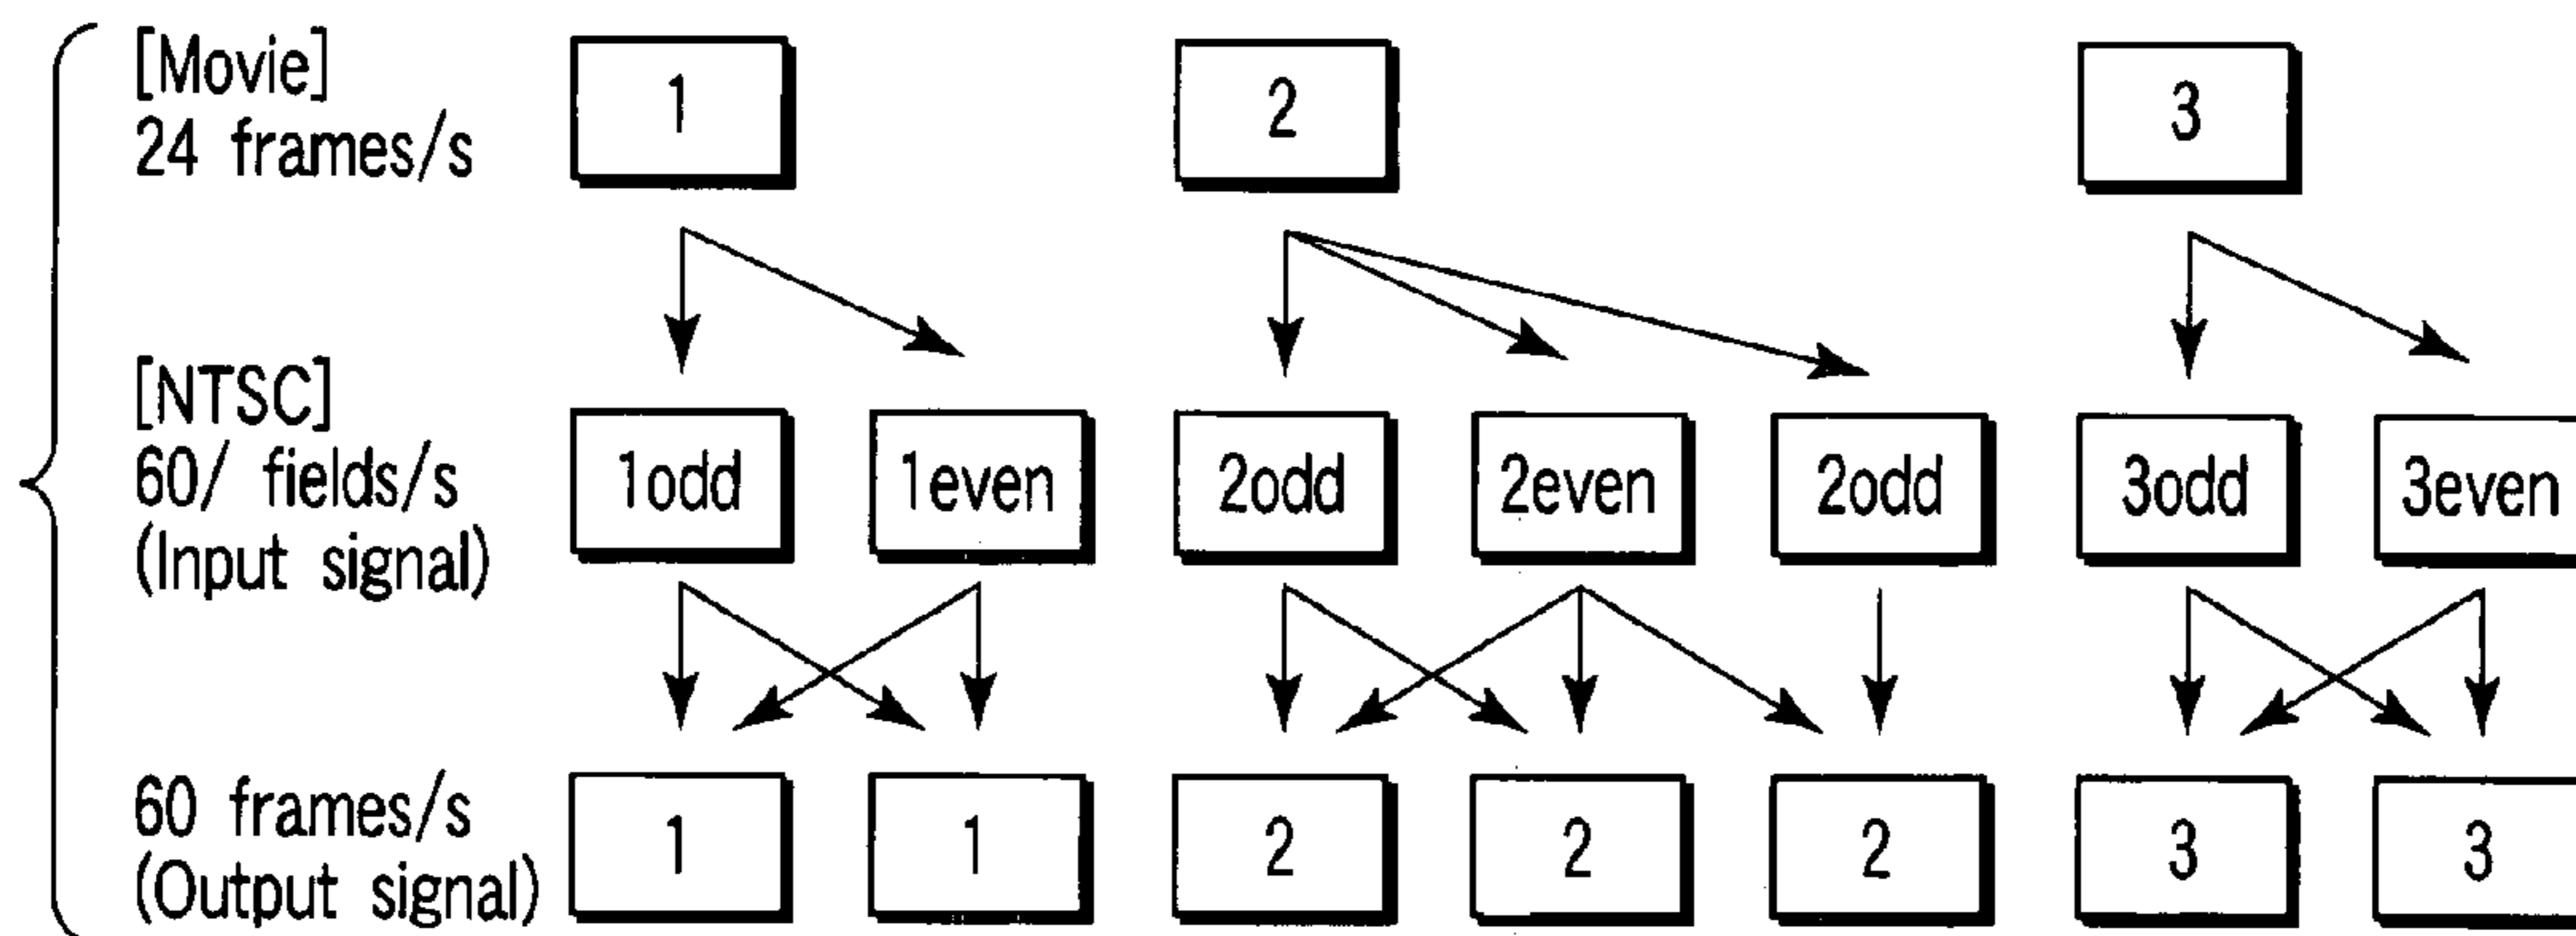 [Movie]
24 frames/s
1 2 3
[NTSC]
60/ fields/s
(Input signal)
1odd 1even 2odd 2even 2odd 3odd 3even
60 frames/s
(Output signal)
1 1 2 2 2 3 3